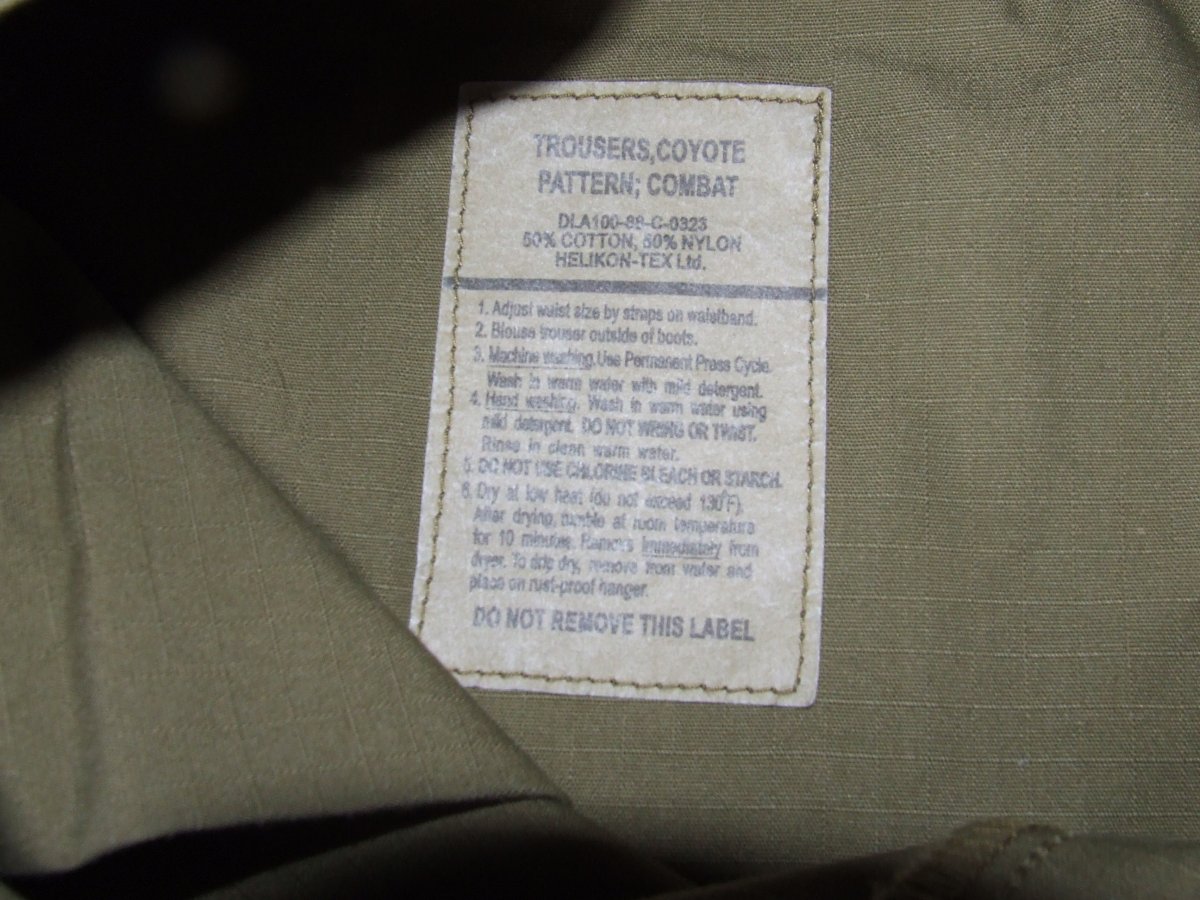 TROUSERS,COYOTE
PATTERN; COMBAT
DLA100-88-C-0323
50% COTTON, 50% NYLON
HELIKON-TEX Ltd.
1. Adjust waist size by straps on waistband.
2. Blouse trouser outside of boots.
3. Machine washing.Use Permanent Press Cycle.
Wash in warm water with mild detergent.
4. Hand washing. Wash in warm water using
mild detergent. DO NOT WRING OR TWIST.
Rinse in clean warm water.
5. DO NOT USE CHLORINE BLEACH OR STARCH.
6. Dry at low heat (do not exceed 130°F).
After drying, tumble at room temperature
for 10 minutes. Remove immediately from
dryer. To drip dry, remove from water and
place on rust-proof hanger.
DO NOT REMOVE THIS LABEL